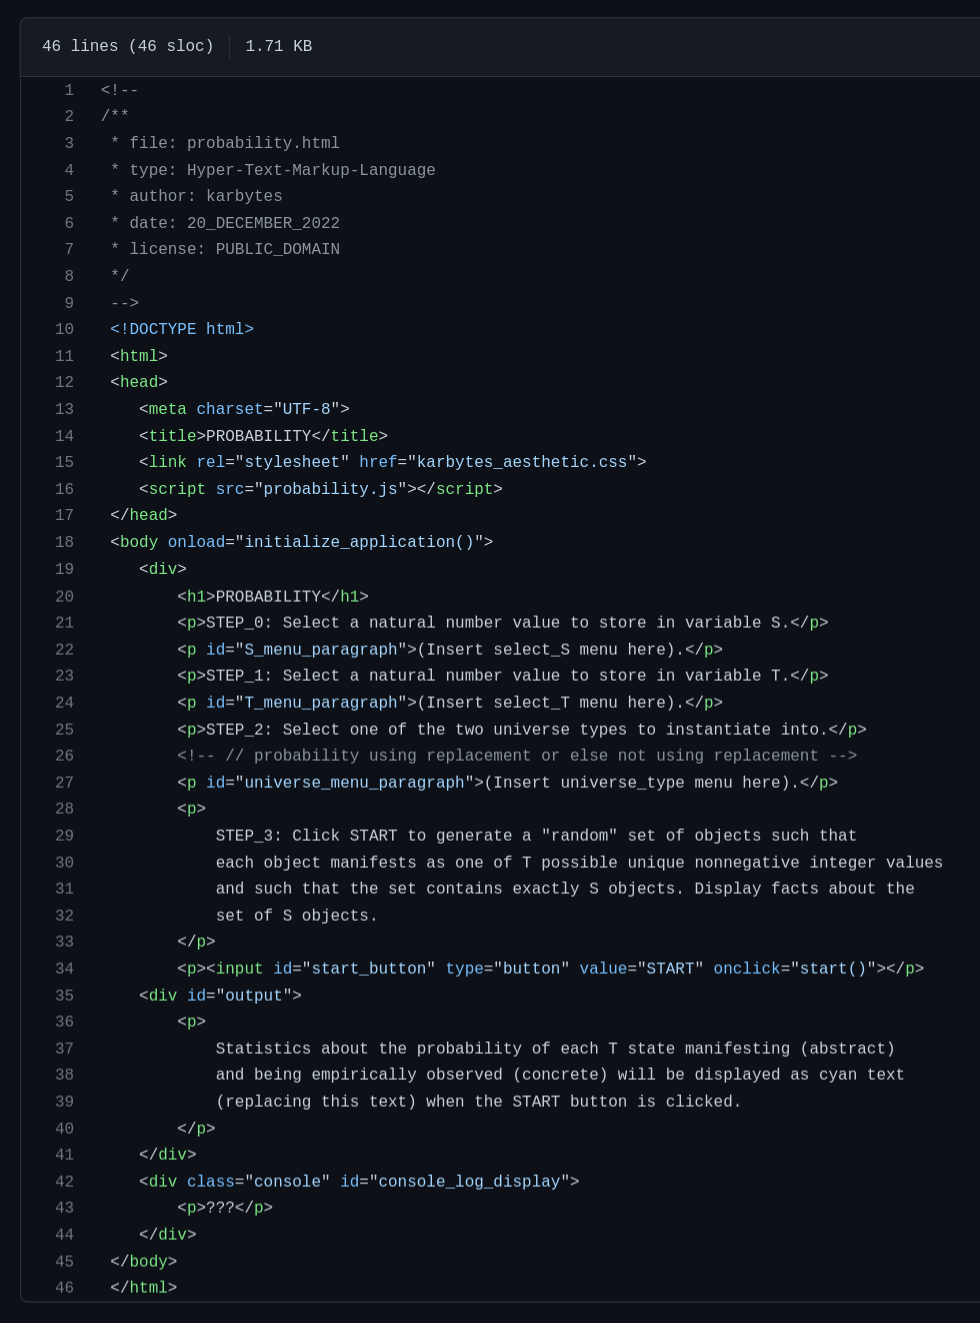 46 lines (46 sloc) 1.71 KB
1 <!--
2 /**
3  * file: probability.html
4  * type: Hyper-Text-Markup-Language
5  * author: karbytes
6  * date: 20_DECEMBER_2022
7  * license: PUBLIC_DOMAIN
8  */
9  -->
10  <!DOCTYPE html>
11  <html>
12  <head>
13     <meta charset="UTF-8">
14     <title>PROBABILITY</title>
15     <link rel="stylesheet" href="karbytes_aesthetic.css">
16     <script src="probability.js"></script>
17  </head>
18  <body onload="initialize_application()">
19     <div>
20         <h1>PROBABILITY</h1>
21         <p>STEP_0: Select a natural number value to store in variable S.</p>
22         <p id="S_menu_paragraph">(Insert select_S menu here).</p>
23         <p>STEP_1: Select a natural number value to store in variable T.</p>
24         <p id="T_menu_paragraph">(Insert select_T menu here).</p>
25         <p>STEP_2: Select one of the two universe types to instantiate into.</p>
26         <!-- // probability using replacement or else not using replacement -->
27         <p id="universe_menu_paragraph">(Insert universe_type menu here).</p>
28         <p>
29             STEP_3: Click START to generate a "random" set of objects such that
30             each object manifests as one of T possible unique nonnegative integer values
31             and such that the set contains exactly S objects. Display facts about the
32             set of S objects.
33         </p>
34         <p><input id="start_button" type="button" value="START" onclick="start()"></p>
35     <div id="output">
36         <p>
37             Statistics about the probability of each T state manifesting (abstract)
38             and being empirically observed (concrete) will be displayed as cyan text
39             (replacing this text) when the START button is clicked.
40         </p>
41     </div>
42     <div class="console" id="console_log_display">
43         <p>???</p>
44     </div>
45  </body>
46  </html>